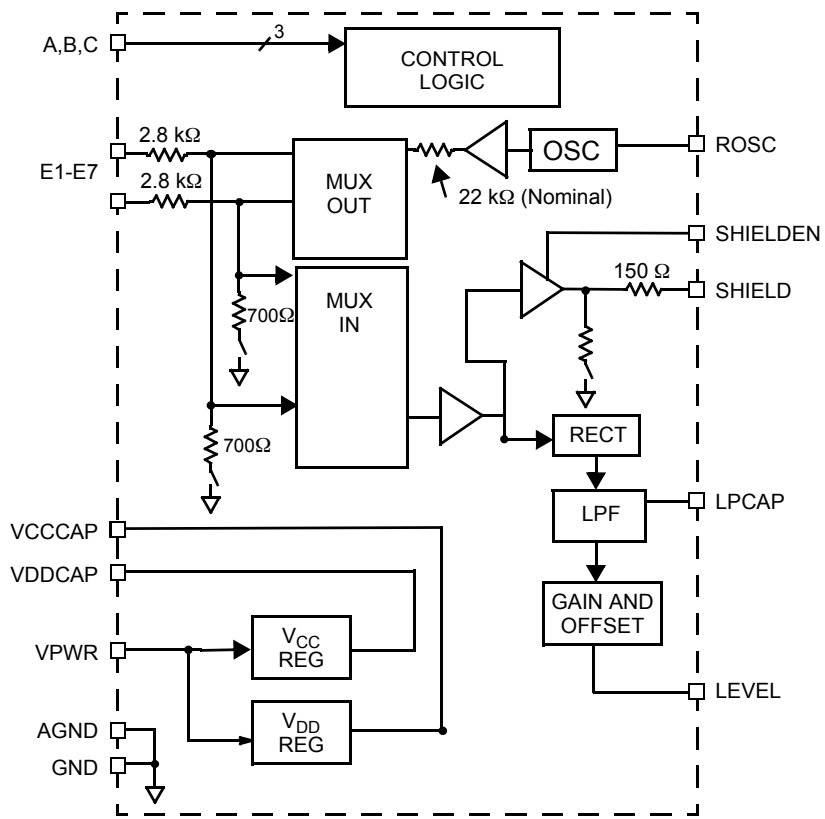 A,B,C
3
CONTROL
LOGIC
2.8 kΩ
E1-E7
2.8 kΩ
MUX
OUT
OSC
ROSC
22 kΩ (Nominal)
SHIELDEN
150 Ω
SHIELD
700Ω
MUX
IN
700Ω
RECT
LPF
LPCAP
VCCCAP
VDDCAP
GAIN AND
OFFSET
VPWR
VCC
REG
LEVEL
VDD
REG
AGND
GND